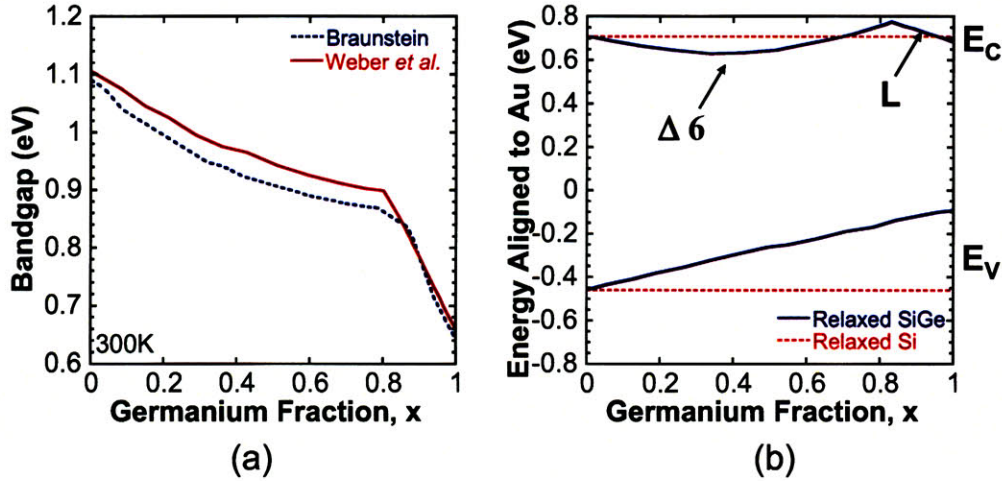 Braunstein
Weber et al.
1.2
1.1
1
0.9
0.8
0.7
0.6
Bandgap (eV)
300K
0 0.2 0.4 0.6 0.8 1
Germanium Fraction, x
(a)
0.8
0.6
0.4
0.2
0
-0.2
-0.4
-0.6
-0.8
Energy Aligned to Au (eV)
Δ 6
L
EC
EV
Relaxed SiGe
Relaxed Si
0 0.2 0.4 0.6 0.8 1
Germanium Fraction, x
(b)